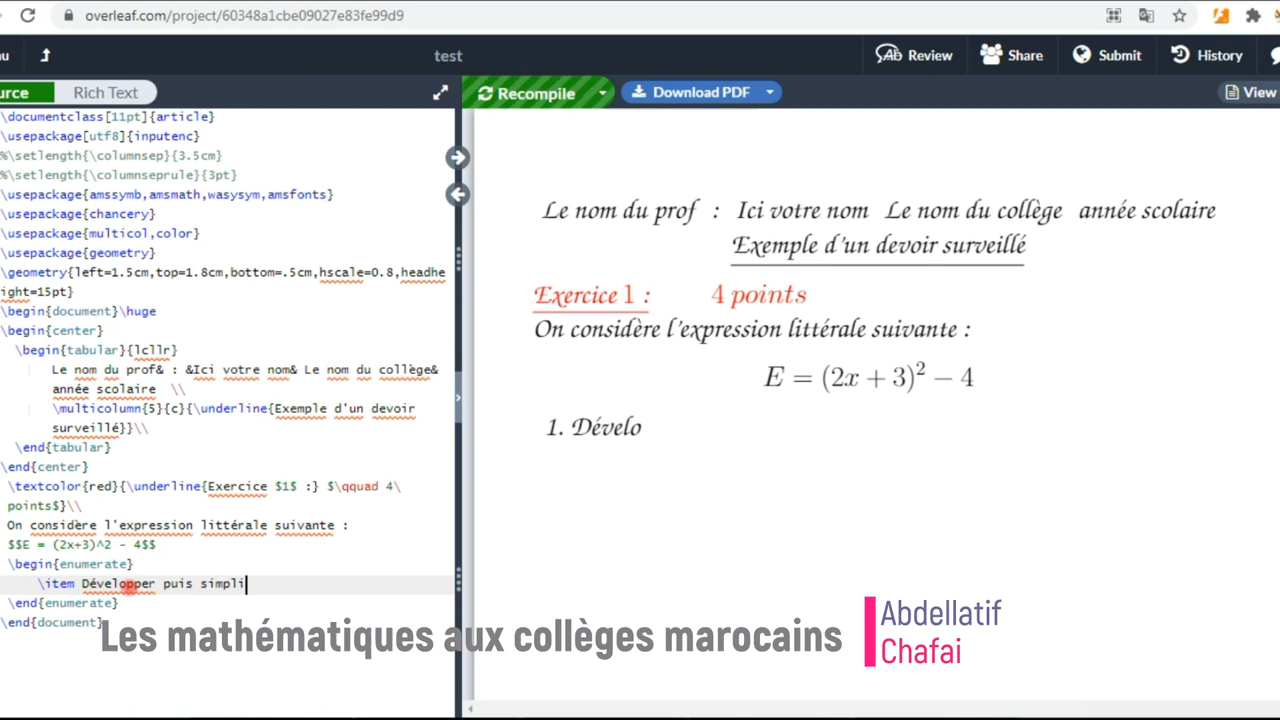 overleaf.com/project/60348a1cbe09027e83fe99d9
test
Review
Share
Submit
History
Rich Text
Recompile
Download PDF
View
\documentclass[11pt]{article}
\usepackage[utf8]{inputenc}
%\setlength{\columnsep}{3.5cm}
%\setlength{\columnseprule}{3pt}
\usepackage{amssymb,amsmath,wasysym,amsfonts}
\usepackage{chancery}
\usepackage{multicol,color}
\usepackage{geometry}
\geometry{left=1.5cm,top=1.8cm,bottom=.5cm,hscale=0.8,headhe
ight=15pt}
\begin{document}\huge
\begin{center}
\begin{tabular}{lcllr}
Le nom du prof& : &Ici votre nom& Le nom du collège&
année scolaire \\
\multicolumn{5}{c}{\underline{Exemple d'un devoir
surveillé}}\\
\end{tabular}
\end{center}
\textcolor{red}{\underline{Exercice $1$ :} $\qquad 4\
points$}\\
On considère l'expression littérale suivante :
$$E = (2x+3)^2 - 4$$
\begin{enumerate}
\item Développer puis simpli
\end{enumerate}
\end{document}
Le nom du prof : Ici votre nom Le nom du collège année scolaire
Exemple d'un devoir surveillé
Exercice 1 : 4 points
On considère l'expression littérale suivante :
E = (2x + 3)² − 4
1. Dévelo
Les mathématiques aux collèges marocains
Abdellatif
Chafai